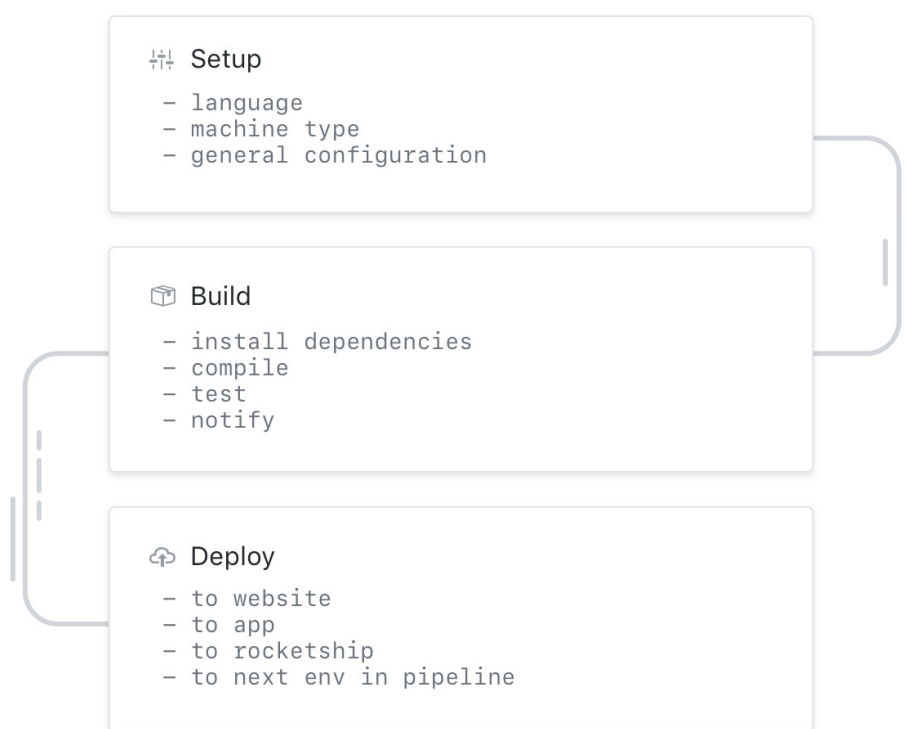 Setup
– language
– machine type
– general configuration
Build
– install dependencies
– compile
– test
– notify
Deploy
– to website
– to app
– to rocketship
– to next env in pipeline